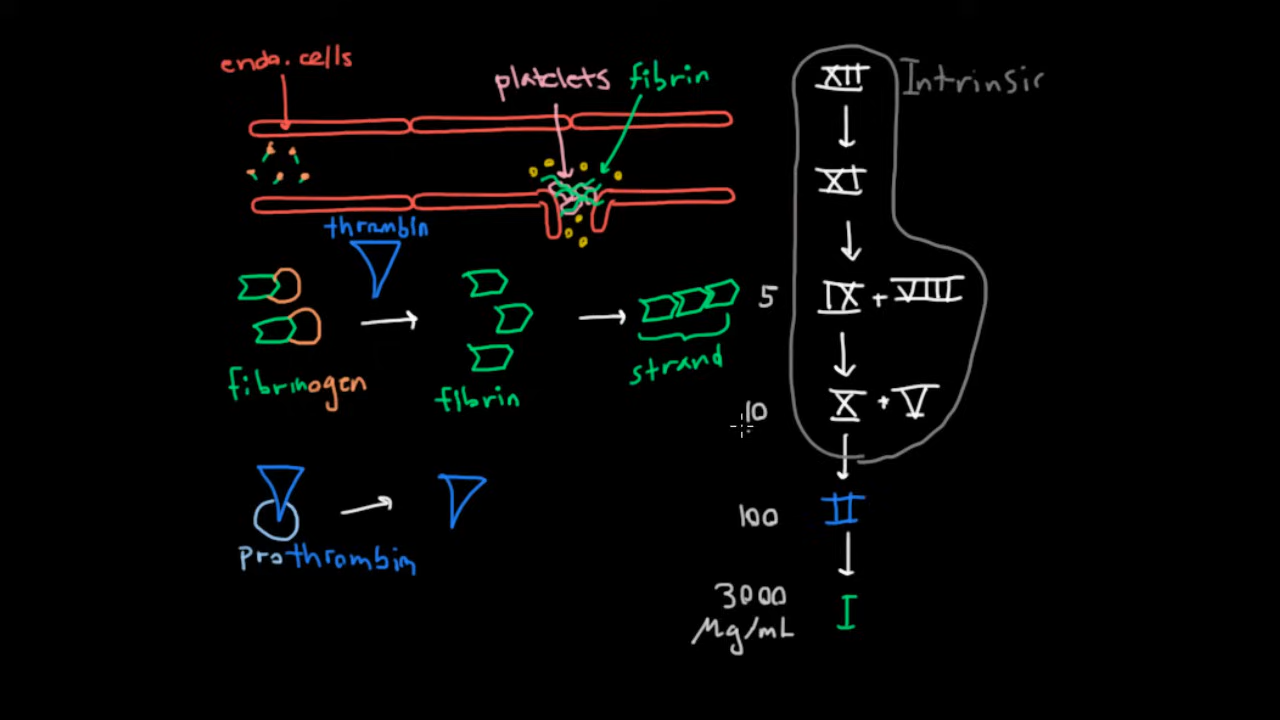 endo. cells
platelets fibrin
thrombin
fibrinogen
fibrin
strand
prothrombin
XII Intrinsic
XI
5 IX + VIII
10 X + V
100 II
3000 I
Mg/mL